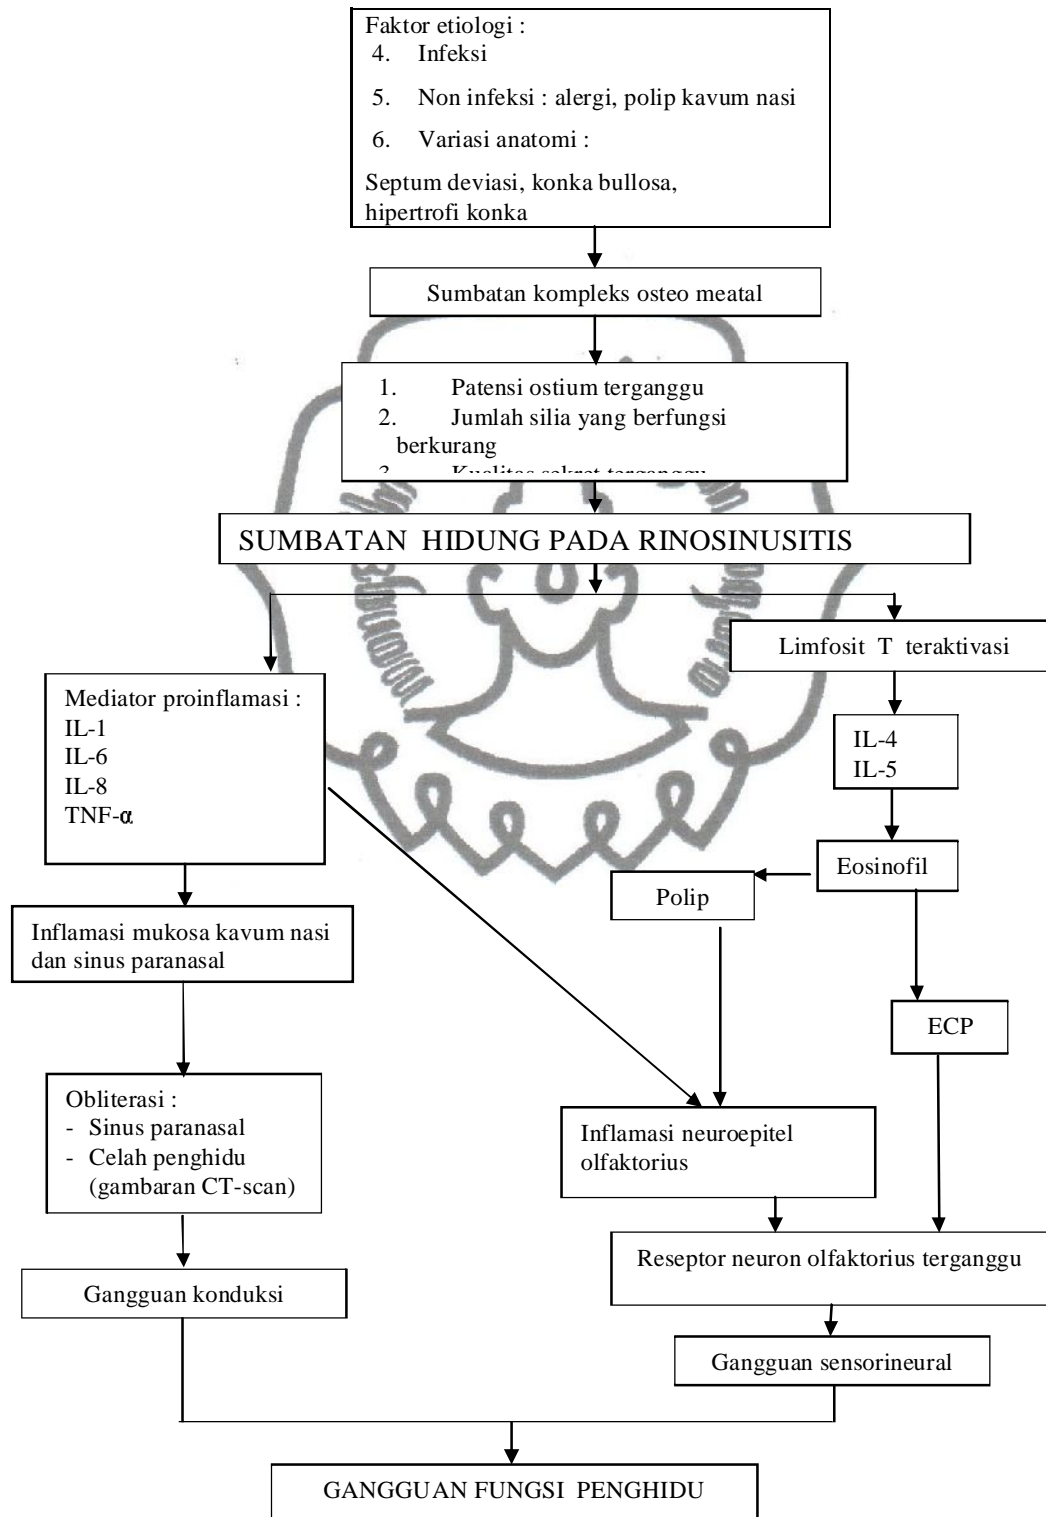 Faktor etiologi :
4. Infeksi
5. Non infeksi : alergi, polip kavum nasi
6. Variasi anatomi :
Septum deviasi, konka bullosa,
hipertrofi konka
Sumbatan kompleks osteo meatal
1. Patensi ostium terganggu
2. Jumlah silia yang berfungsi
berkurang
3. Kualitas sekret terganggu
SUMBATAN HIDUNG PADA RINOSINUSITIS
Limfosit T teraktivasi
Mediator proinflamasi :
IL-1
IL-6
IL-8
TNF-α
IL-4
IL-5
Eosinofil
Polip
Inflamasi mukosa kavum nasi
dan sinus paranasal
ECP
Obliterasi :
- Sinus paranasal
- Celah penghidu
(gambaran CT-scan)
Inflamasi neuroepitel
olfaktorius
Reseptor neuron olfaktorius terganggu
Gangguan konduksi
Gangguan sensorineural
GANGGUAN FUNGSI PENGHIDU